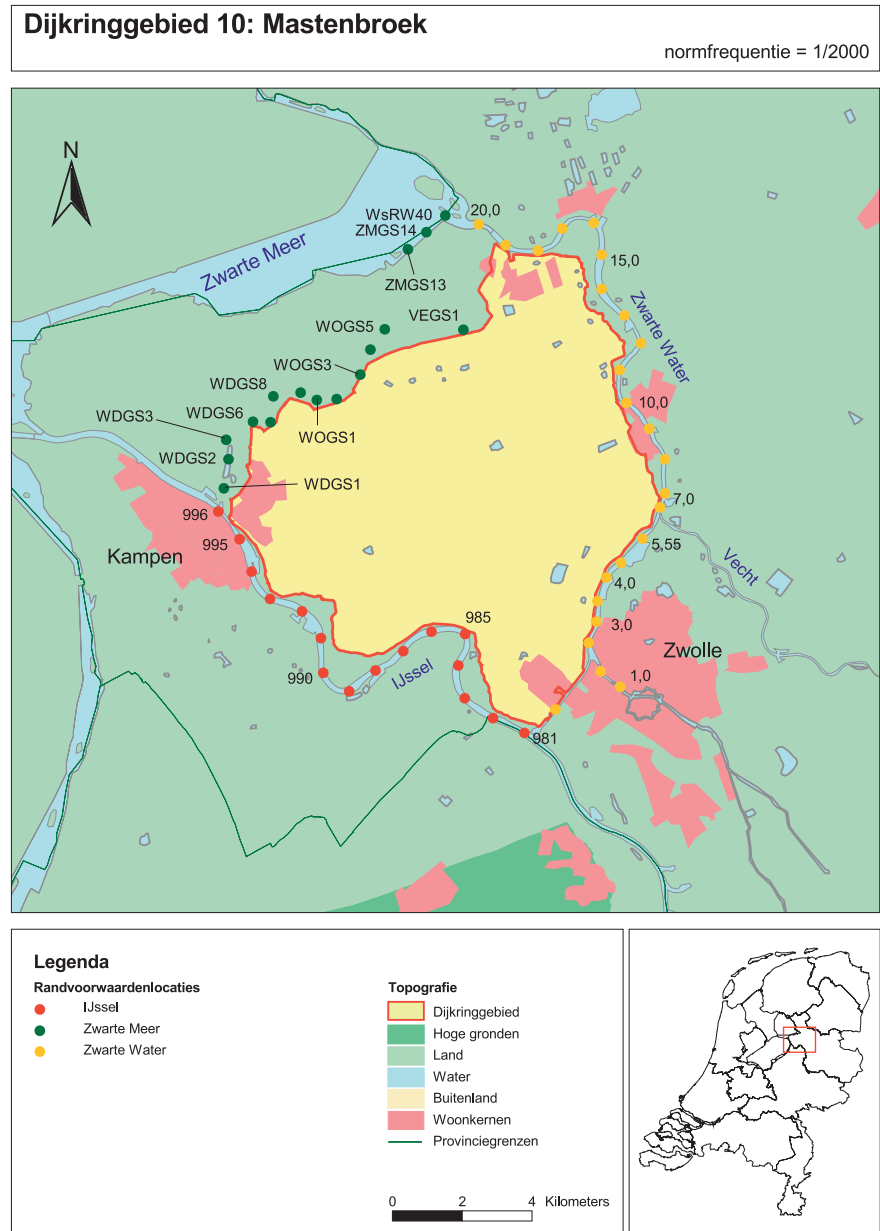 Dijkringgebied 10: Mastenbroek
normfrequentie = 1/2000
N
WsRW40
20,0
ZMGS14
Zwarte Meer
ZMGS13
15,0
WOGS5
VEGS1
Zwarte Water
WOGS3
WDGS8
10,0
WDGS3
WDGS6
WOGS1
WDGS2
WDGS1
7,0
996
995
5,55
Kampen
Vecht
4,0
985
3,0
Zwolle
990
IJssel
1,0
981
Legenda
Randvoorwaardenlocaties
IJssel
Zwarte Meer
Zwarte Water
Topografie
Dijkringgebied
Hoge gronden
Land
Water
Buitenland
Woonkernen
Provinciegrenzen
0 2 4 Kilometers